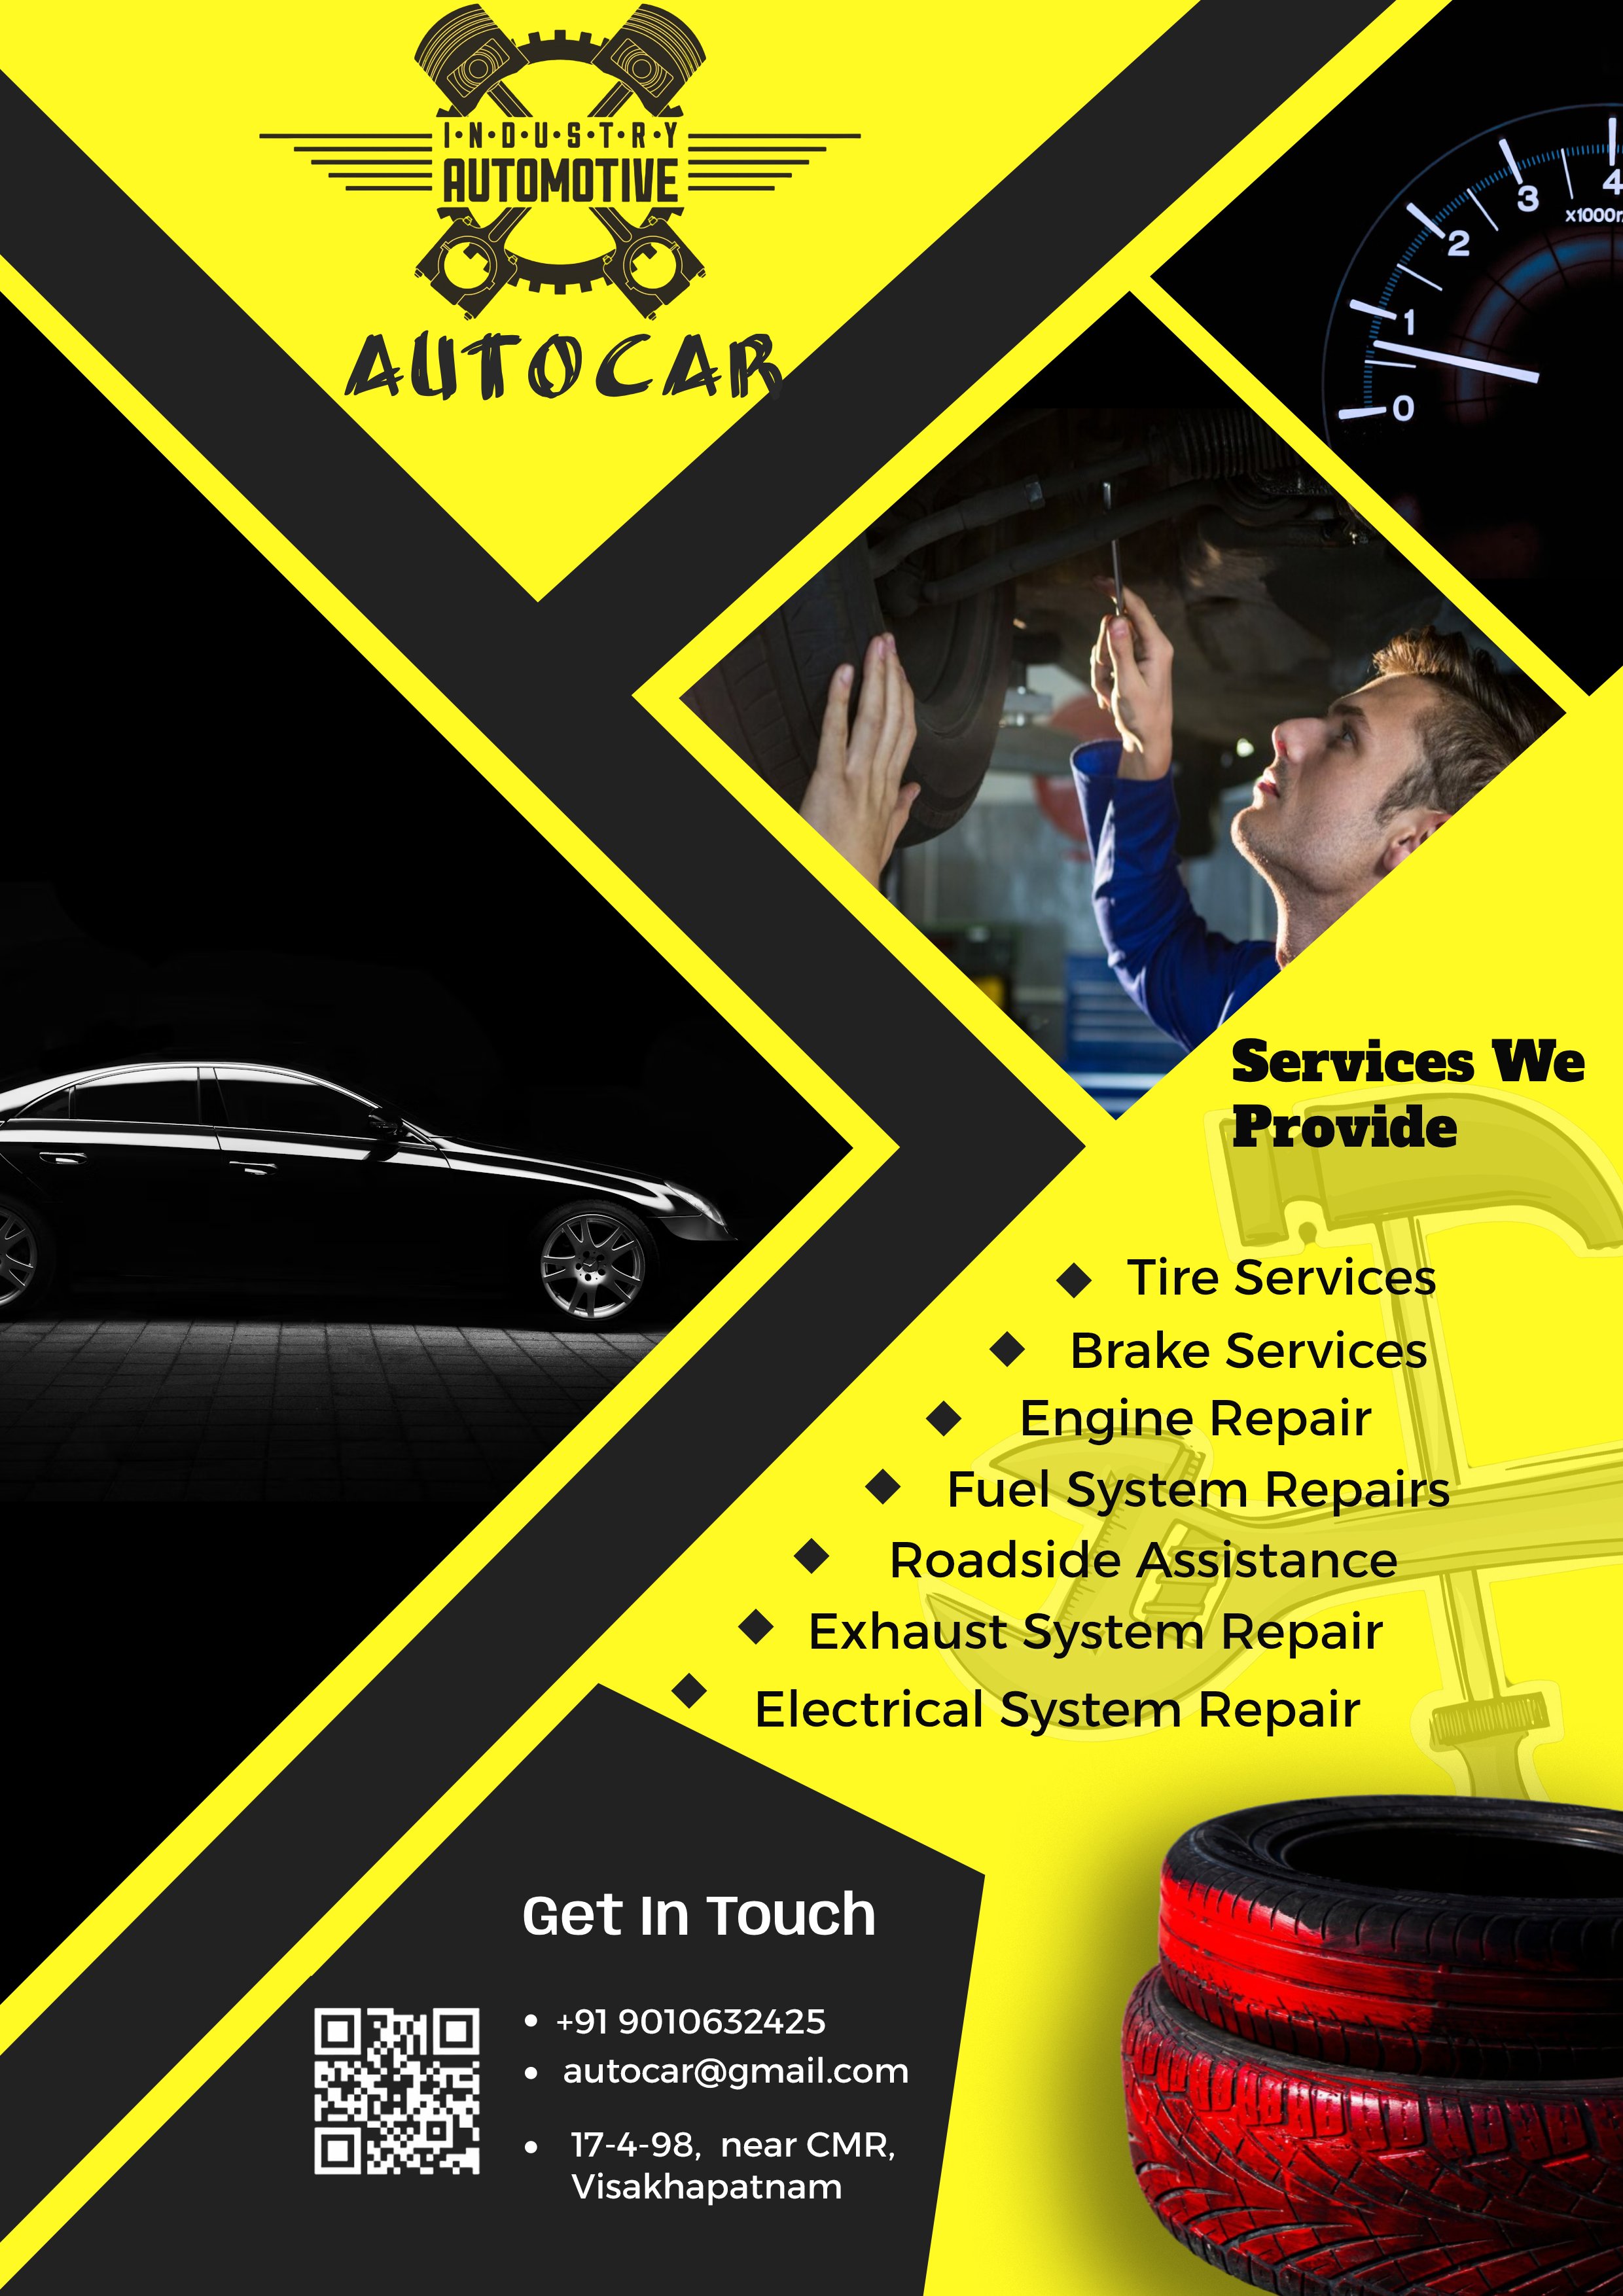 I·N·D·U·S·T·R·Y
AUTOMOTIVE
AUTOCAR
4
3
x1000r
2
1
0
Services We
Provide
Tire Services
Brake Services
Engine Repair
Fuel System Repairs
Roadside Assistance
Exhaust System Repair
Electrical System Repair
Get In Touch
+91 9010632425
autocar@gmail.com
17-4-98, near CMR,
Visakhapatnam